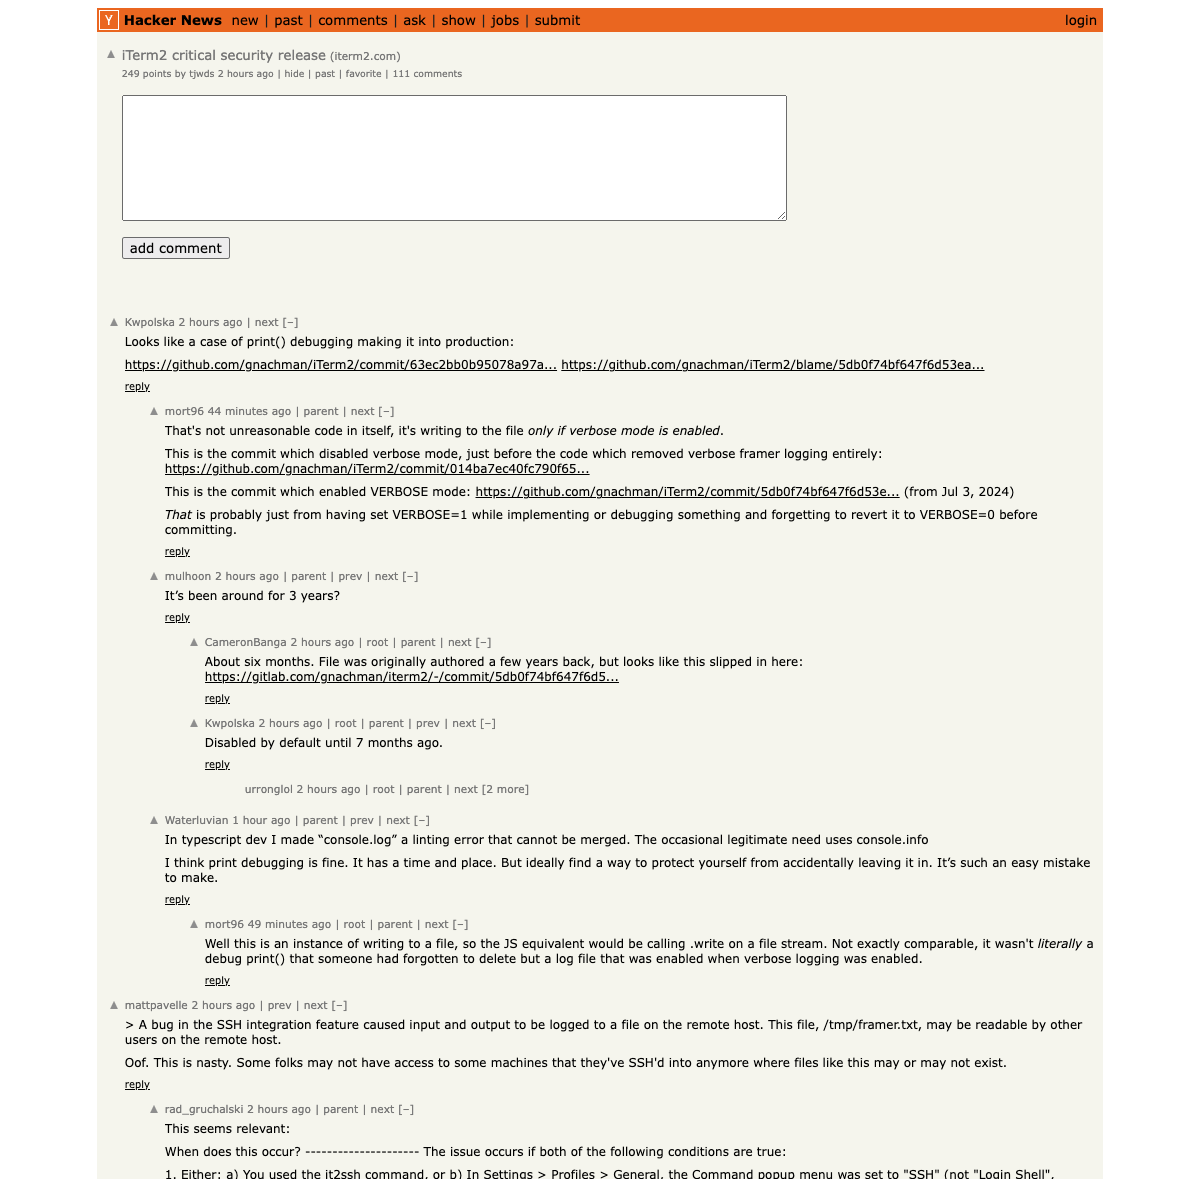 Y Hacker News new | past | comments | ask | show | jobs | submit login
▲ iTerm2 critical security release (iterm2.com)
249 points by tjwds 2 hours ago | hide | past | favorite | 111 comments
add comment
▲ Kwpolska 2 hours ago | next [–]
Looks like a case of print() debugging making it into production:
https://github.com/gnachman/iTerm2/commit/63ec2bb0b95078a97a... https://github.com/gnachman/iTerm2/blame/5db0f74bf647f6d53ea...
reply
▲ mort96 44 minutes ago | parent | next [–]
That's not unreasonable code in itself, it's writing to the file only if verbose mode is enabled.
This is the commit which disabled verbose mode, just before the code which removed verbose framer logging entirely:
https://github.com/gnachman/iTerm2/commit/014ba7ec40fc790f65...
This is the commit which enabled VERBOSE mode: https://github.com/gnachman/iTerm2/commit/5db0f74bf647f6d53e... (from Jul 3, 2024)
That is probably just from having set VERBOSE=1 while implementing or debugging something and forgetting to revert it to VERBOSE=0 before
committing.
reply
▲ mulhoon 2 hours ago | parent | prev | next [–]
It’s been around for 3 years?
reply
▲ CameronBanga 2 hours ago | root | parent | next [–]
About six months. File was originally authored a few years back, but looks like this slipped in here:
https://gitlab.com/gnachman/iterm2/-/commit/5db0f74bf647f6d5...
reply
▲ Kwpolska 2 hours ago | root | parent | prev | next [–]
Disabled by default until 7 months ago.
reply
urronglol 2 hours ago | root | parent | next [2 more]
▲ Waterluvian 1 hour ago | parent | prev | next [–]
In typescript dev I made “console.log” a linting error that cannot be merged. The occasional legitimate need uses console.info
I think print debugging is fine. It has a time and place. But ideally find a way to protect yourself from accidentally leaving it in. It’s such an easy mistake
to make.
reply
▲ mort96 49 minutes ago | root | parent | next [–]
Well this is an instance of writing to a file, so the JS equivalent would be calling .write on a file stream. Not exactly comparable, it wasn't literally a
debug print() that someone had forgotten to delete but a log file that was enabled when verbose logging was enabled.
reply
▲ mattpavelle 2 hours ago | prev | next [–]
> A bug in the SSH integration feature caused input and output to be logged to a file on the remote host. This file, /tmp/framer.txt, may be readable by other
users on the remote host.
Oof. This is nasty. Some folks may not have access to some machines that they've SSH'd into anymore where files like this may or may not exist.
reply
▲ rad_gruchalski 2 hours ago | parent | next [–]
This seems relevant:
When does this occur? --------------------- The issue occurs if both of the following conditions are true:
1. Either: a) You used the it2ssh command, or b) In Settings > Profiles > General, the Command popup menu was set to "SSH" (not "Login Shell",